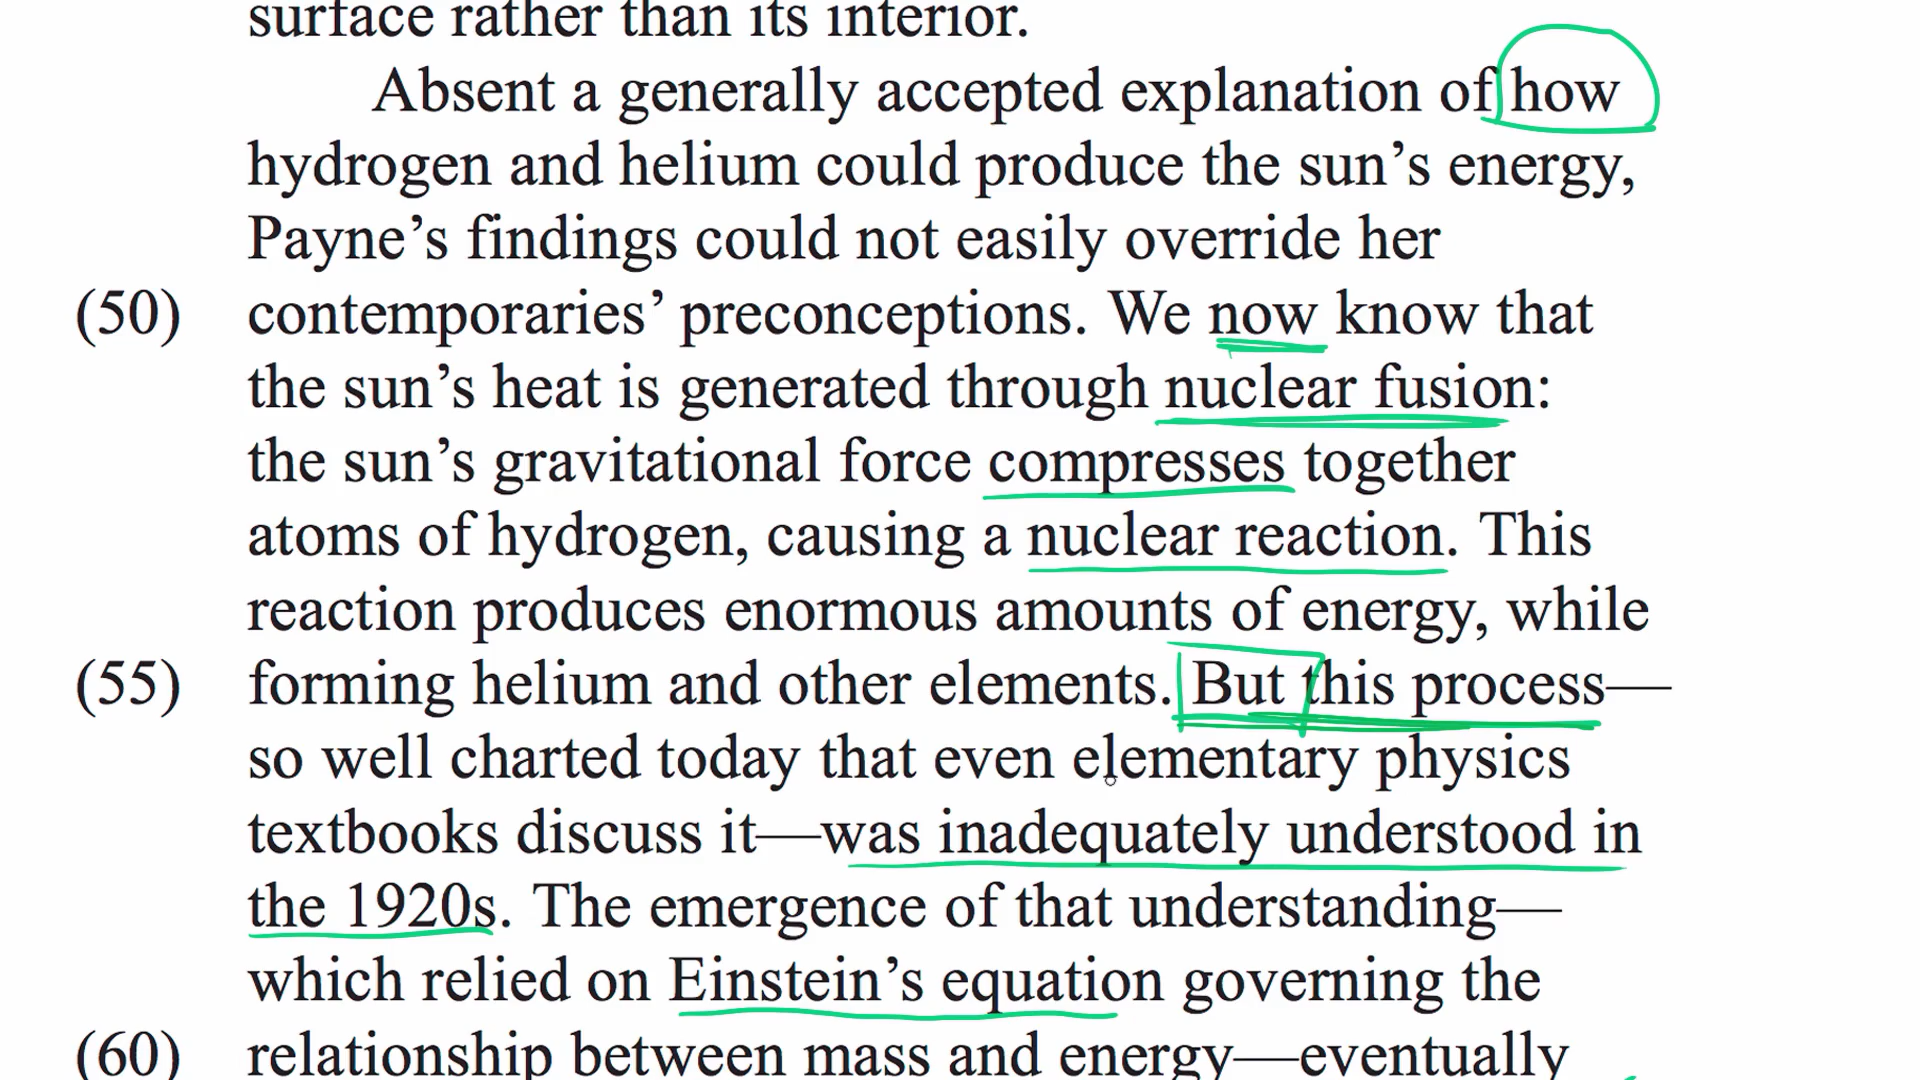 surface rather than its interior.
Absent a generally accepted explanation of how
hydrogen and helium could produce the sun’s energy,
Payne’s findings could not easily override her
(50) contemporaries’ preconceptions. We now know that
the sun’s heat is generated through nuclear fusion:
the sun’s gravitational force compresses together
atoms of hydrogen, causing a nuclear reaction. This
reaction produces enormous amounts of energy, while
(55) forming helium and other elements. But this process—
so well charted today that even elementary physics
textbooks discuss it—was inadequately understood in
the 1920s. The emergence of that understanding—
which relied on Einstein’s equation governing the
(60) relationship between mass and energy—eventually